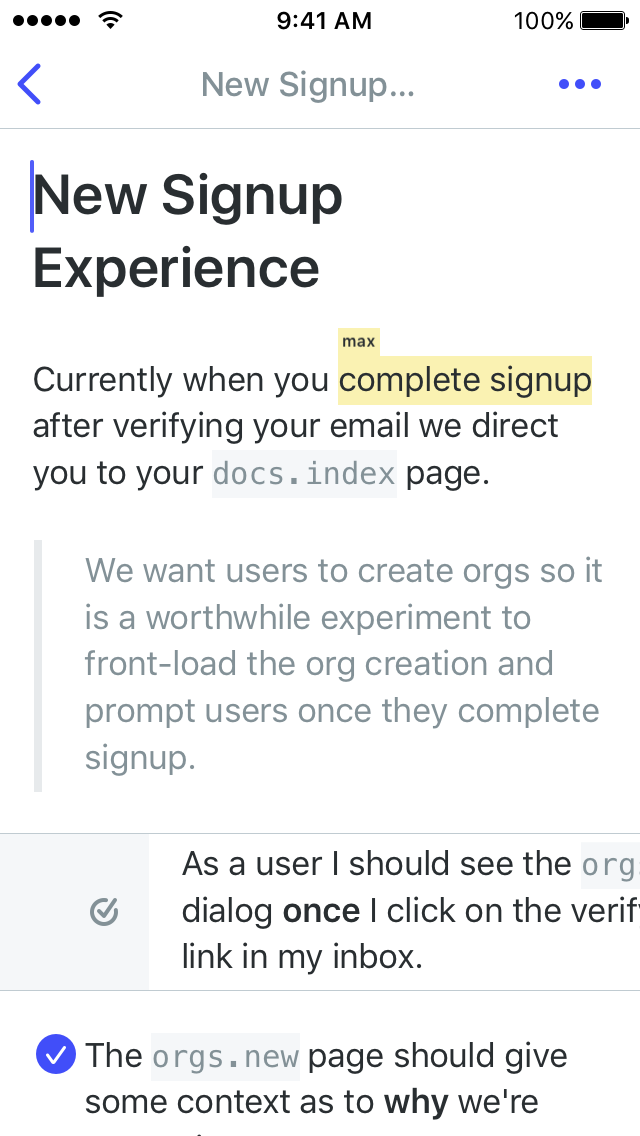 9:41 AM 100%
New Signup...
New Signup
Experience
max
Currently when you complete signup
after verifying your email we direct
you to your docs.index page.
We want users to create orgs so it
is a worthwhile experiment to
front-load the org creation and
prompt users once they complete
signup.
As a user I should see the
dialog once I click on the
link in my inbox.
The orgs.new page should give
some context as to why we're